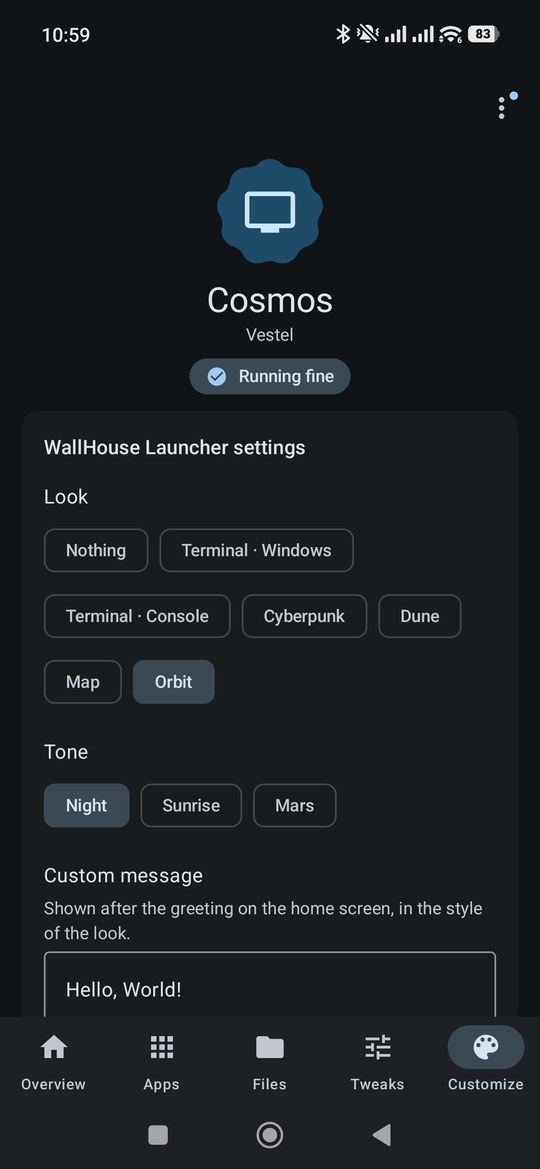 10:59
6
83
Cosmos
Vestel
Running fine
WallHouse Launcher settings
Look
Nothing
Terminal · Windows
Terminal · Console
Cyberpunk
Dune
Map
Orbit
Tone
Night
Sunrise
Mars
Custom message
Shown after the greeting on the home screen, in the style
of the look.
Hello, World!
Overview
Apps
Files
Tweaks
Customize